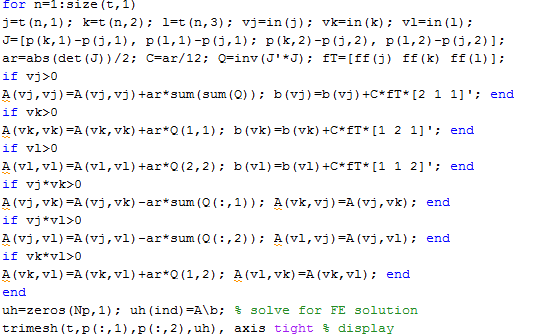 for n=1:size(t,1)
j=t(n,1); k=t(n,2); l=t(n,3); vj=in(j); vk=in(k); vl=in(l);
J=[p(k,1)-p(j,1), p(l,1)-p(j,1); p(k,2)-p(j,2), p(l,2)-p(j,2)];
ar=abs(det(J))/2; C=ar/12; Q=inv(J'*J); fT=[ff(j) ff(k) ff(l)];
if vj>0
A(vj,vj)=A(vj,vj)+ar*sum(sum(Q)); b(vj)=b(vj)+C*fT*[2 1 1]'; end
if vk>0
A(vk,vk)=A(vk,vk)+ar*Q(1,1); b(vk)=b(vk)+C*fT*[1 2 1]'; end
if vl>0
A(vl,vl)=A(vl,vl)+ar*Q(2,2); b(vl)=b(vl)+C*fT*[1 1 2]'; end
if vj*vk>0
A(vj,vk)=A(vj,vk)-ar*sum(Q(:,1)); A(vk,vj)=A(vj,vk); end
if vj*vl>0
A(vj,vl)=A(vj,vl)-ar*sum(Q(:,2)); A(vl,vj)=A(vj,vl); end
if vk*vl>0
A(vk,vl)=A(vk,vl)+ar*Q(1,2); A(vl,vk)=A(vk,vl); end
end
uh=zeros(Np,1); uh(ind)=A\b; % solve for FE solution
trimesh(t,p(:,1),p(:,2),uh), axis tight % display